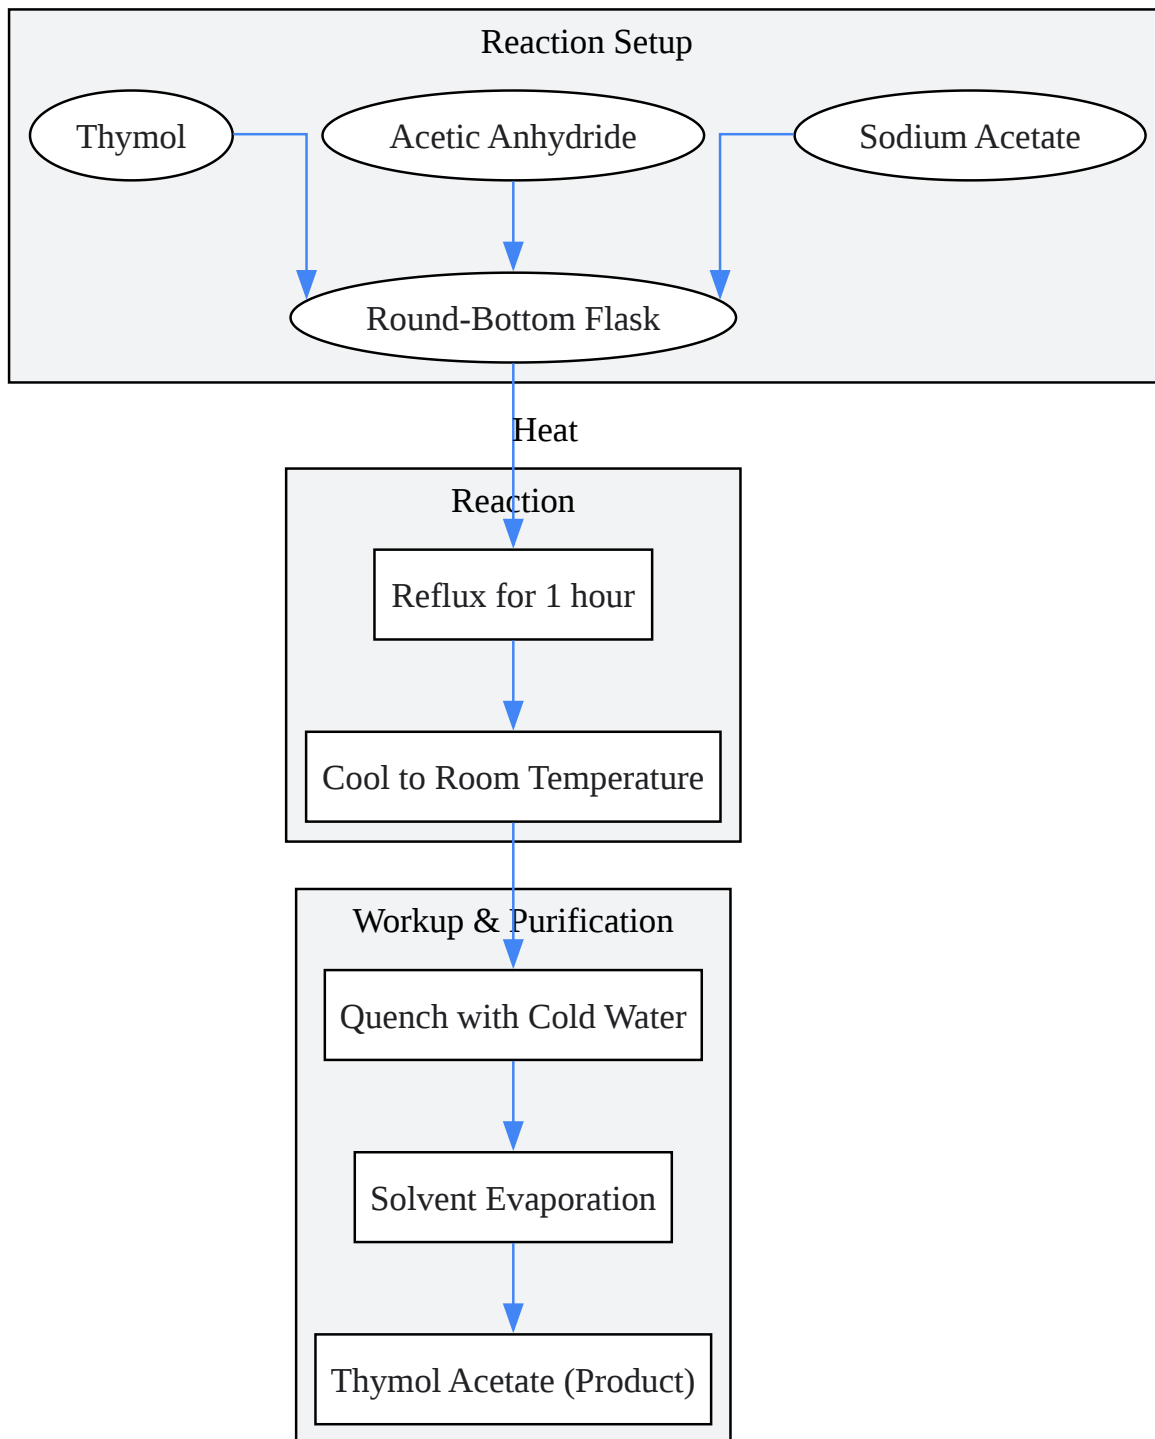 Reaction Setup
Thymol
Acetic Anhydride
Sodium Acetate
Round-Bottom Flask
Heat
Reaction
Reflux for 1 hour
Cool to Room Temperature
Workup & Purification
Quench with Cold Water
Solvent Evaporation
Thymol Acetate (Product)